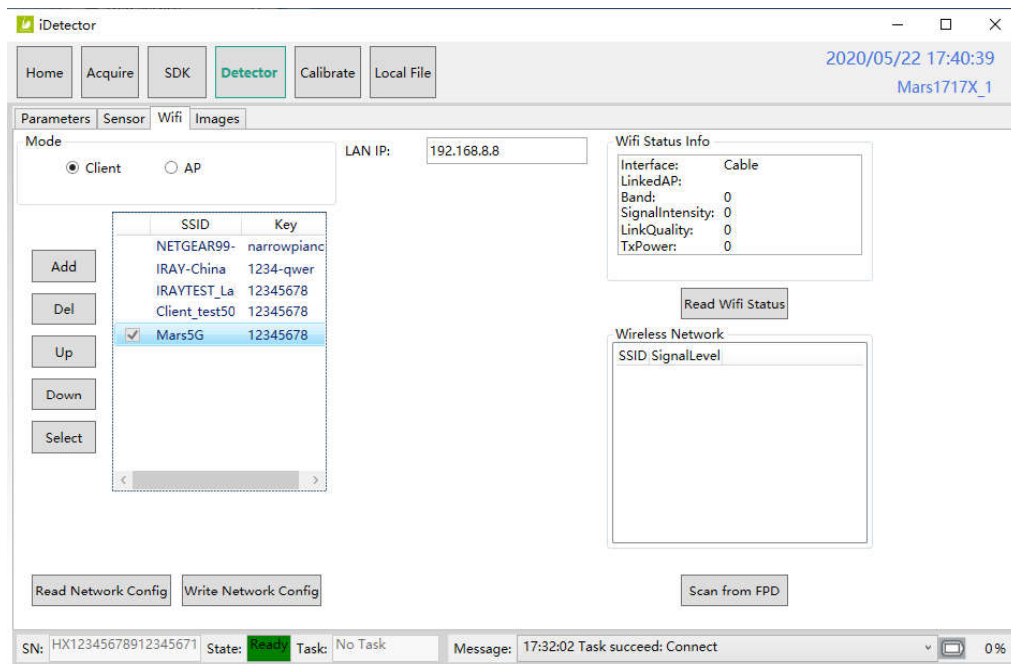 iDetector
Home Acquire SDK Detector Calibrate Local File
2020/05/22 17:40:39
Mars1717X_1
Parameters Sensor Wifi Images
Mode
Client AP
LAN IP: 192.168.8.8
Wifi Status Info
Interface: Cable
LinkedAP:
Band: 0
SignalIntensity: 0
LinkQuality: 0
TxPower: 0
Read Wifi Status
SSID Key
NETGEAR99- narrowpianc
IRAY-China 1234-qwer
IRAYTEST_La 12345678
Client_test50 12345678
Mars5G 12345678
Add
Del
Up
Down
Select
Wireless Network
SSID SignalLevel
Read Network Config Write Network Config
Scan from FPD
SN: HX12345678912345671 State: Ready Task: No Task Message: 17:32:02 Task succeed: Connect 0%